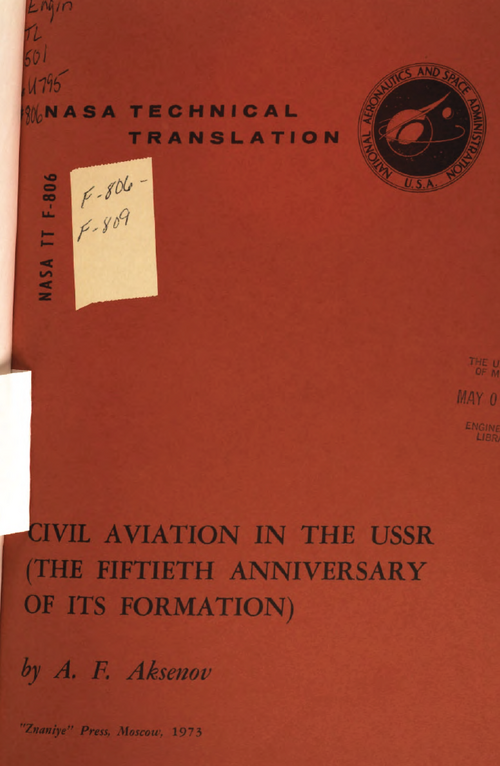 Engin
TL
501
U795
806
NASA TECHNICAL
TRANSLATION
NATIONAL AERONAUTICS AND SPACE ADMINISTRATION
U.S.A.
NASA TT F-806
F-806-
F-809
THE U
OF M
MAY 0
ENGINE
LIBRA
CIVIL AVIATION IN THE USSR
(THE FIFTIETH ANNIVERSARY
OF ITS FORMATION)
by A. F. Aksenov
"Znaniye" Press, Moscow, 1973